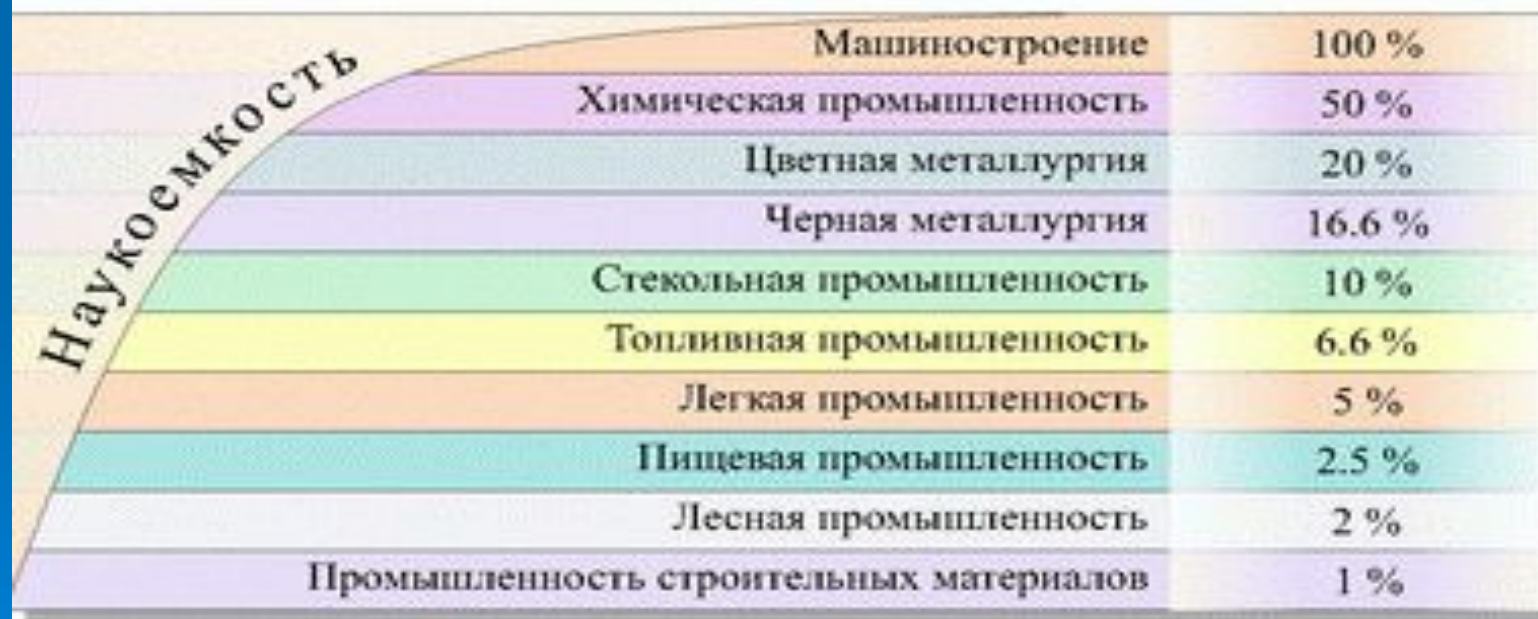 Наукоемкость
Машиностроение 100 %
Химическая промышленность 50 %
Цветная металлургия 20 %
Черная металлургия 16.6 %
Стекольная промышленность 10 %
Топливная промышленность 6.6 %
Легкая промышленность 5 %
Пищевая промышленность 2.5 %
Лесная промышленность 2 %
Промышленность строительных материалов 1 %